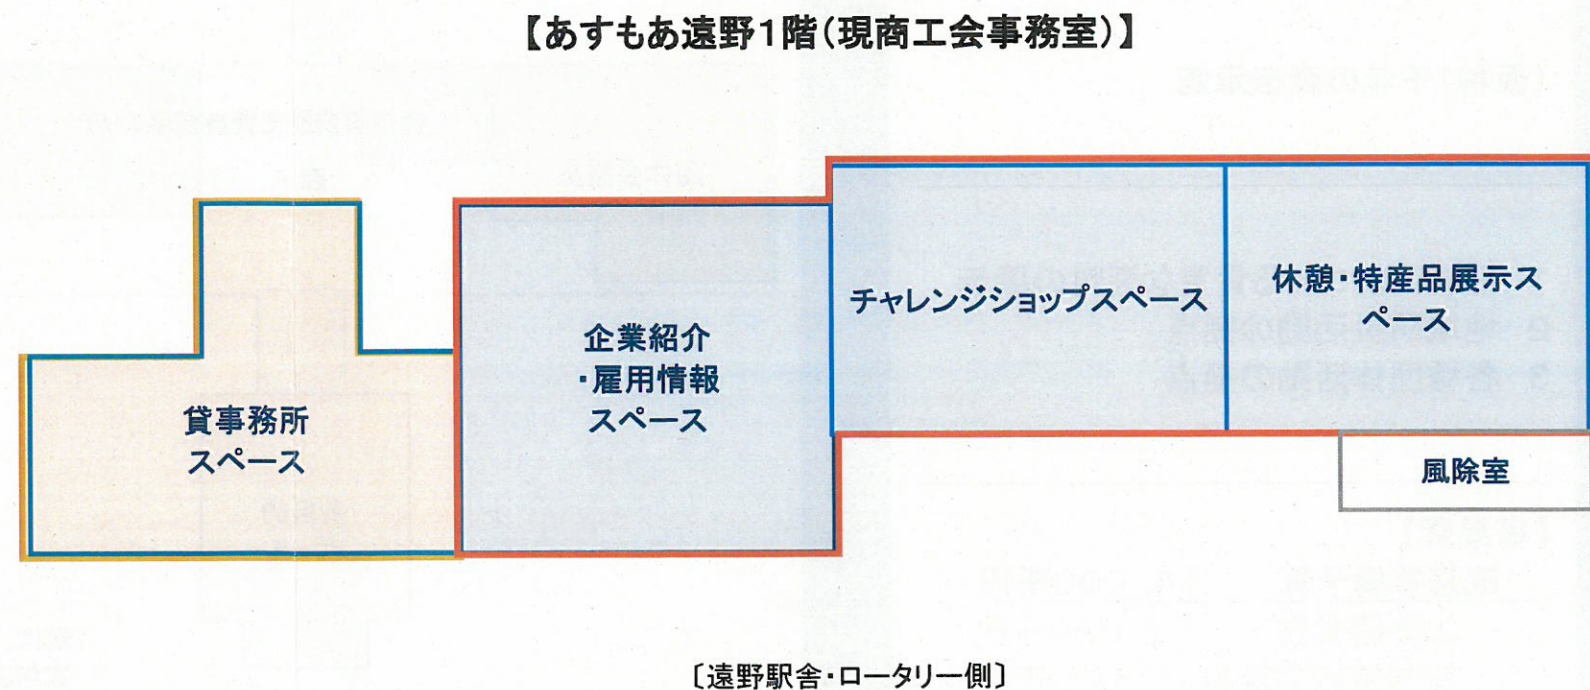 【あすもあ遠野1階(現商工会事務室)】
チャレンジショップスペース
休憩・特産品展示ス
ペース
企業紹介
・雇用情報
スペース
貸事務所
スペース
風除室
〔遠野駅舎・ロータリー側〕